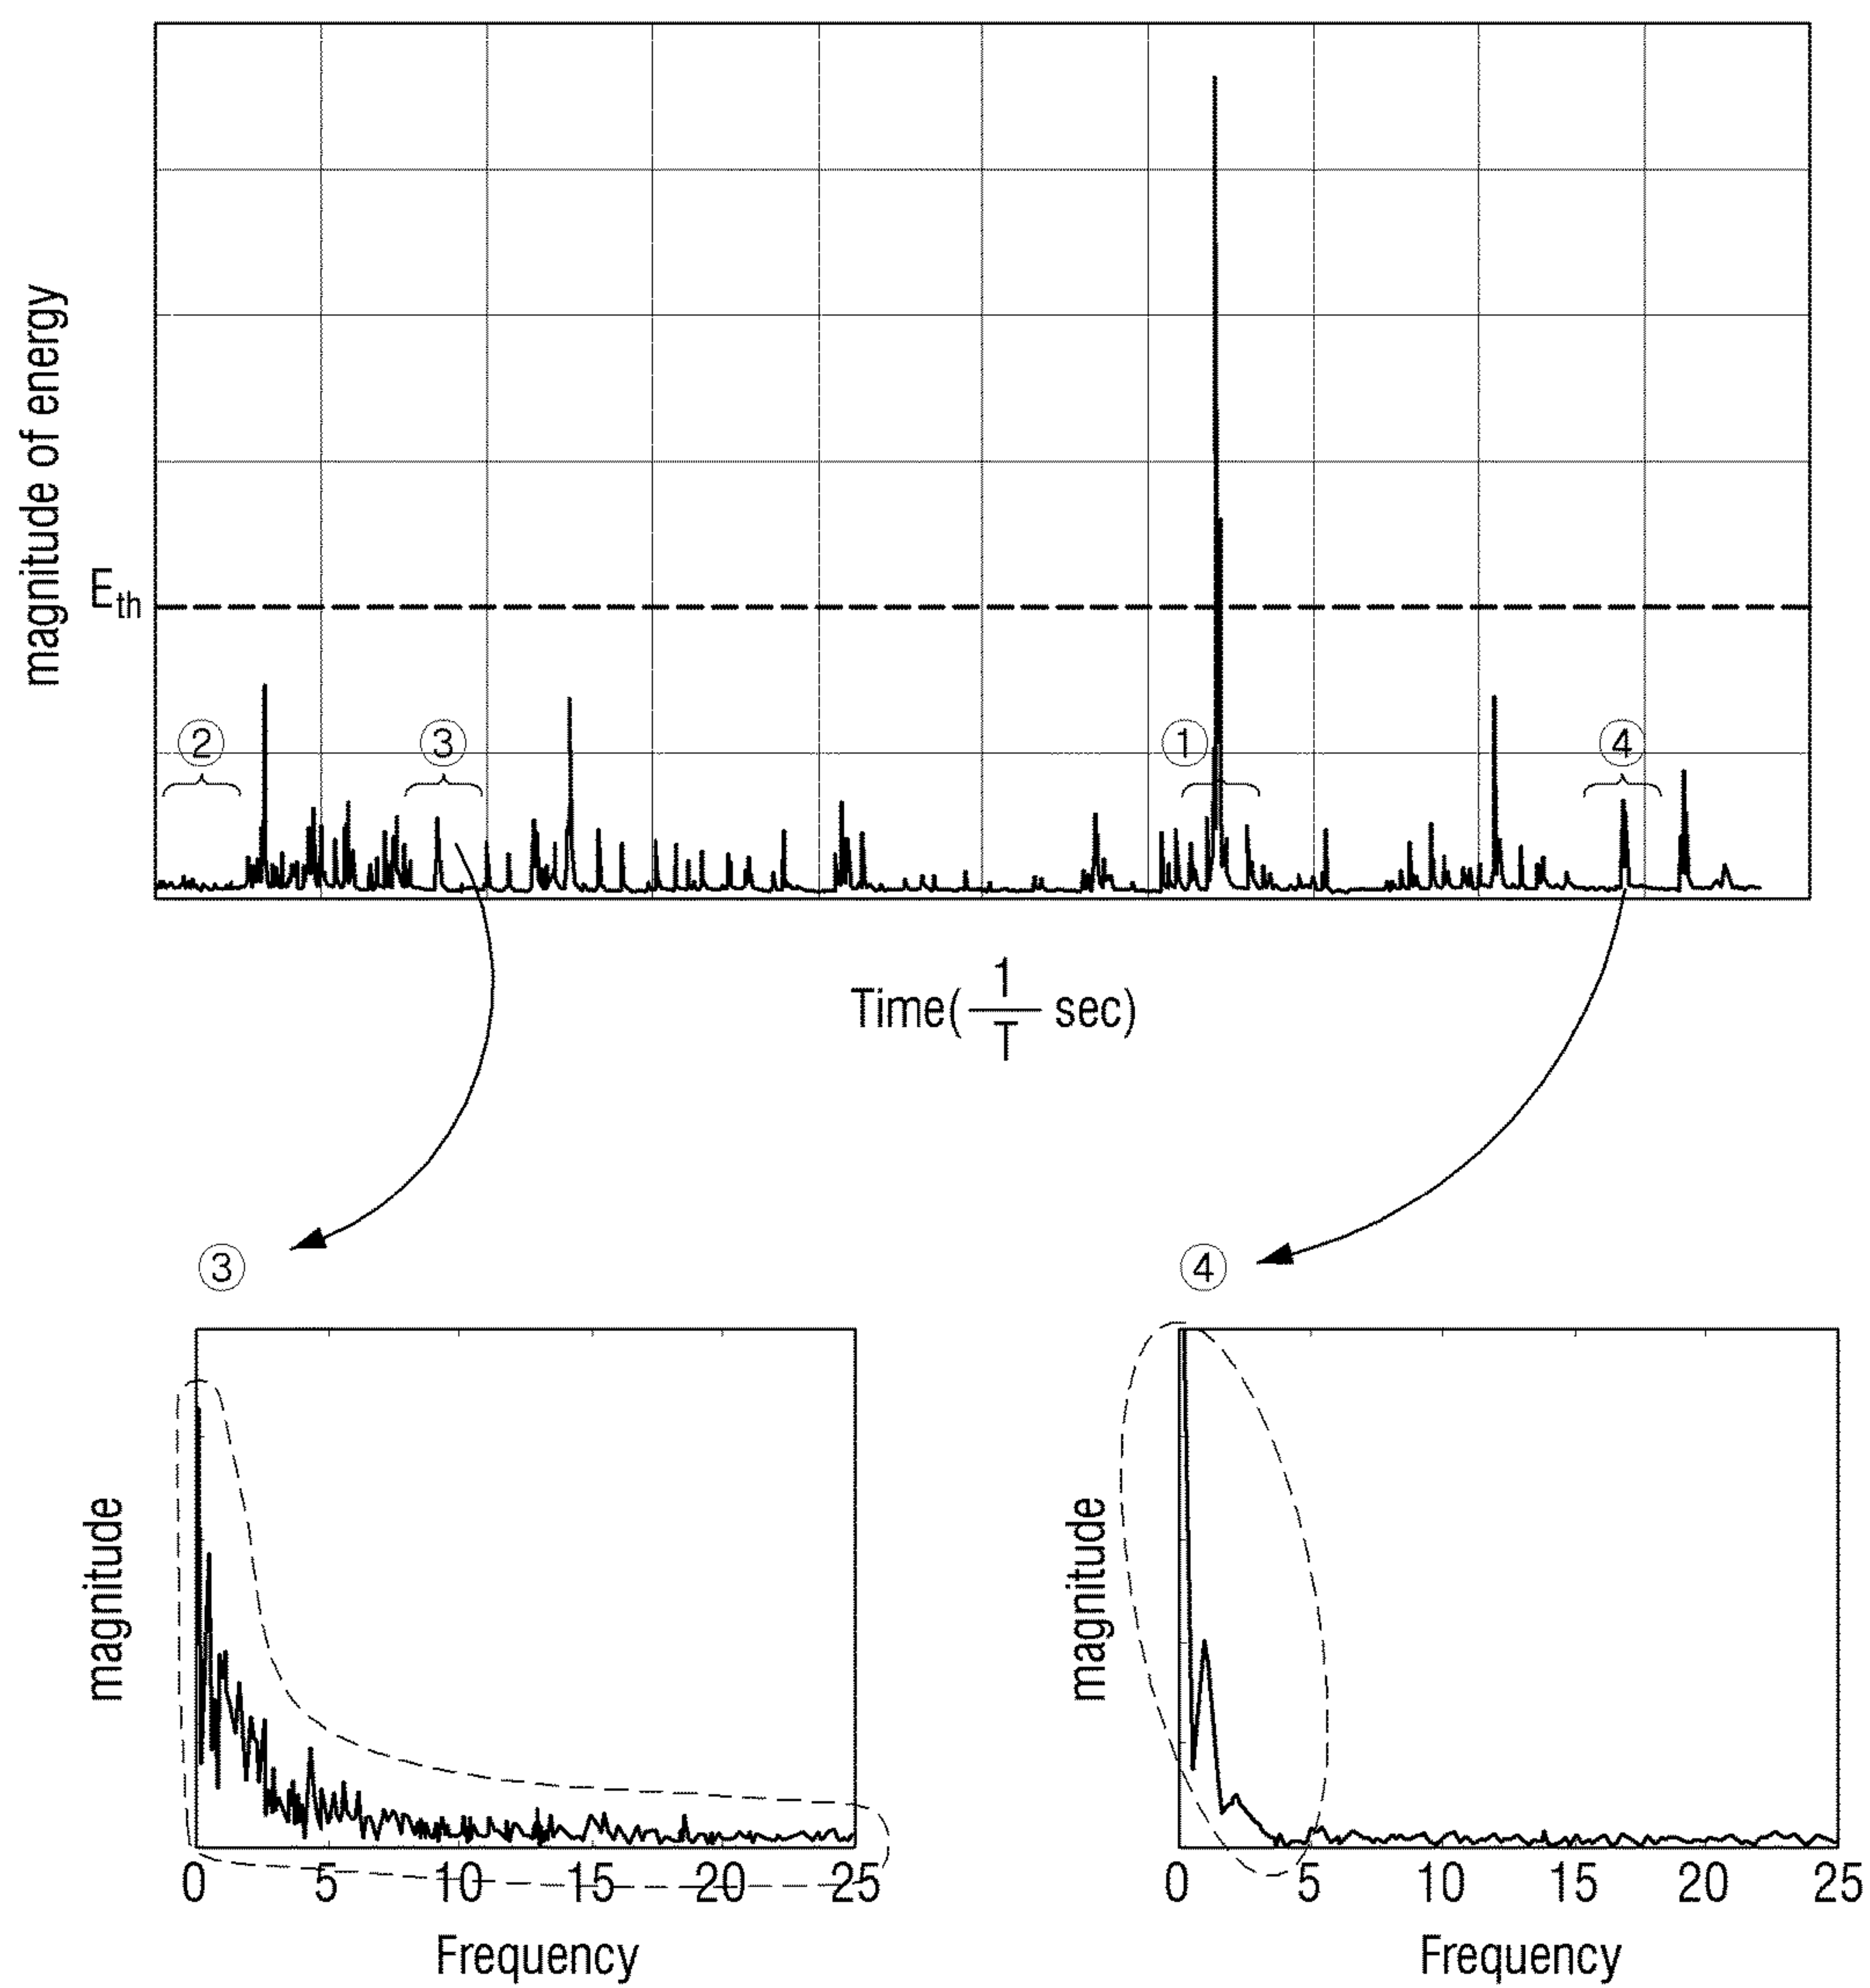 magnitude of energy
Eth
② ③ ① ④
Time( 1
T sec)
③
magnitude
0 5 10 15 20 25
Frequency
④
magnitude
0 5 10 15 20 25
Frequency